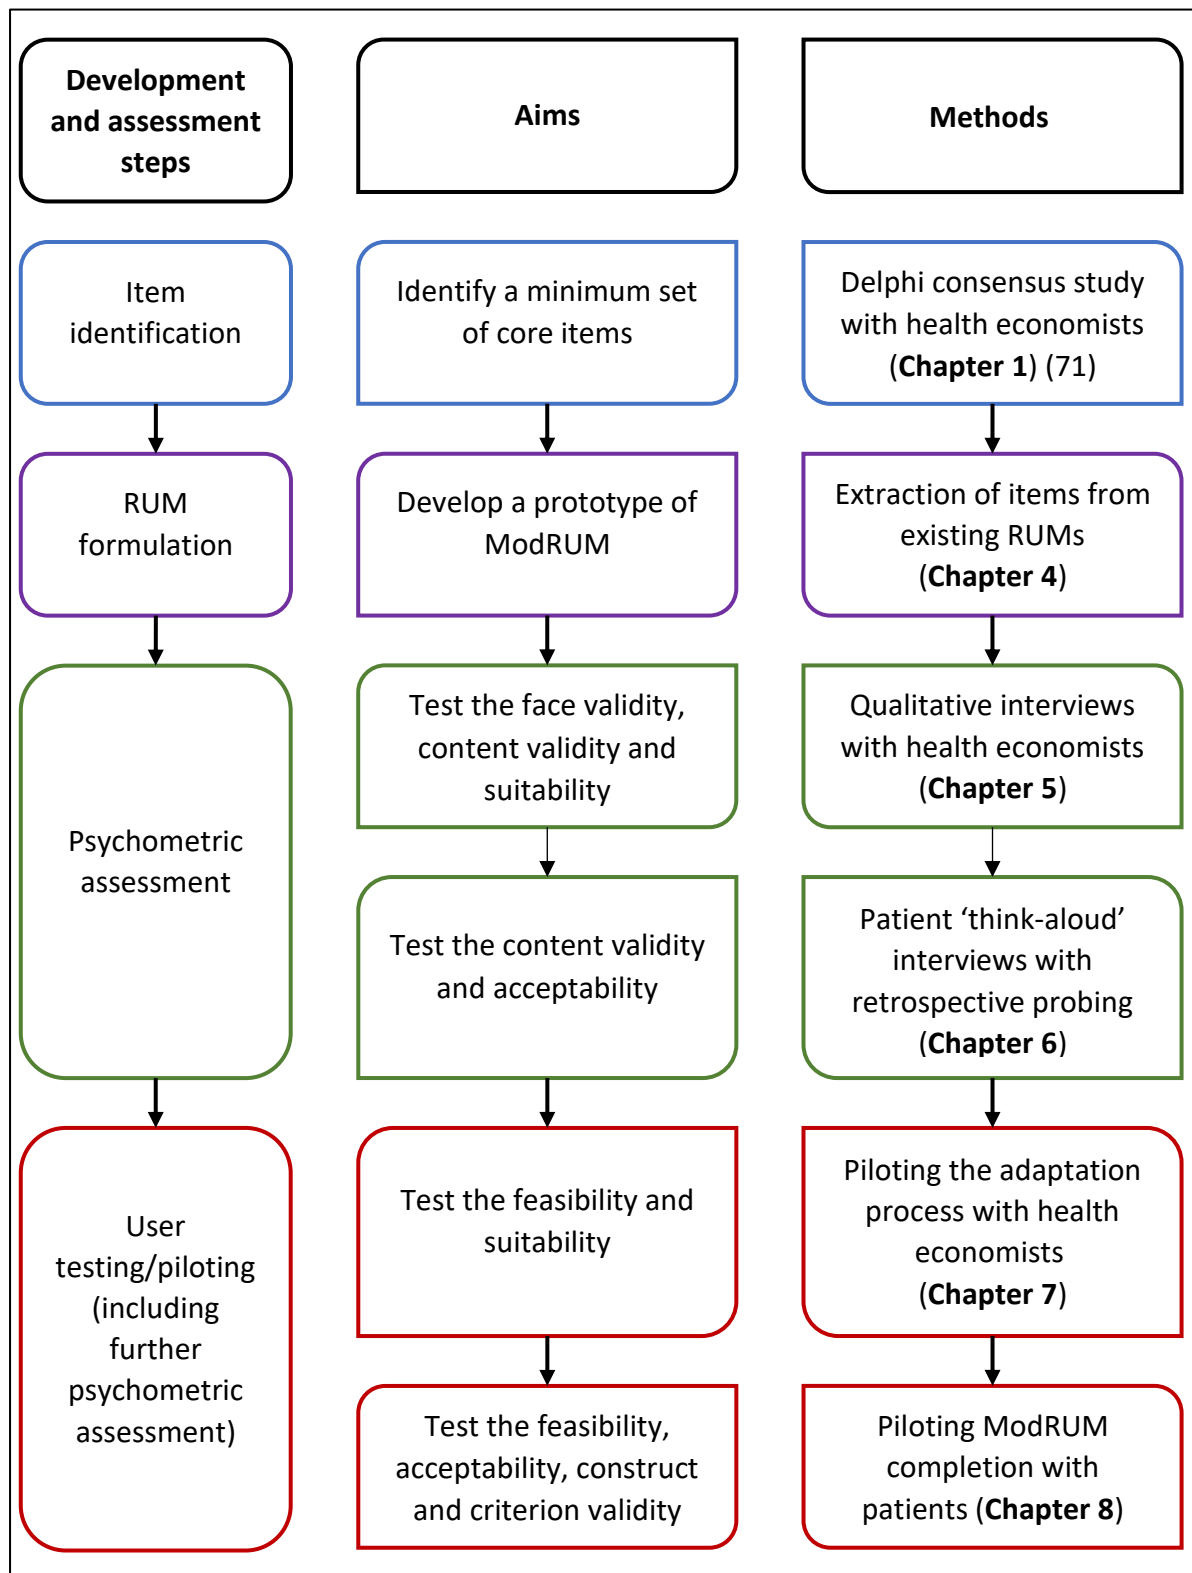 Development
and assessment
steps
Aims
Methods
Item
identification
Identify a minimum set
of core items
Delphi consensus study
with health economists
(Chapter 1) (71)
RUM
formulation
Develop a prototype of
ModRUM
Extraction of items from
existing RUMs
(Chapter 4)
Psychometric
assessment
Test the face validity,
content validity and
suitability
Qualitative interviews
with health economists
(Chapter 5)
Test the content validity
and acceptability
Patient ‘think-aloud’
interviews with
retrospective probing
(Chapter 6)
User
testing/piloting
(including
further
psychometric
assessment)
Test the feasibility and
suitability
Piloting the adaptation
process with health
economists
(Chapter 7)
Test the feasibility,
acceptability, construct
and criterion validity
Piloting ModRUM
completion with
patients (Chapter 8)